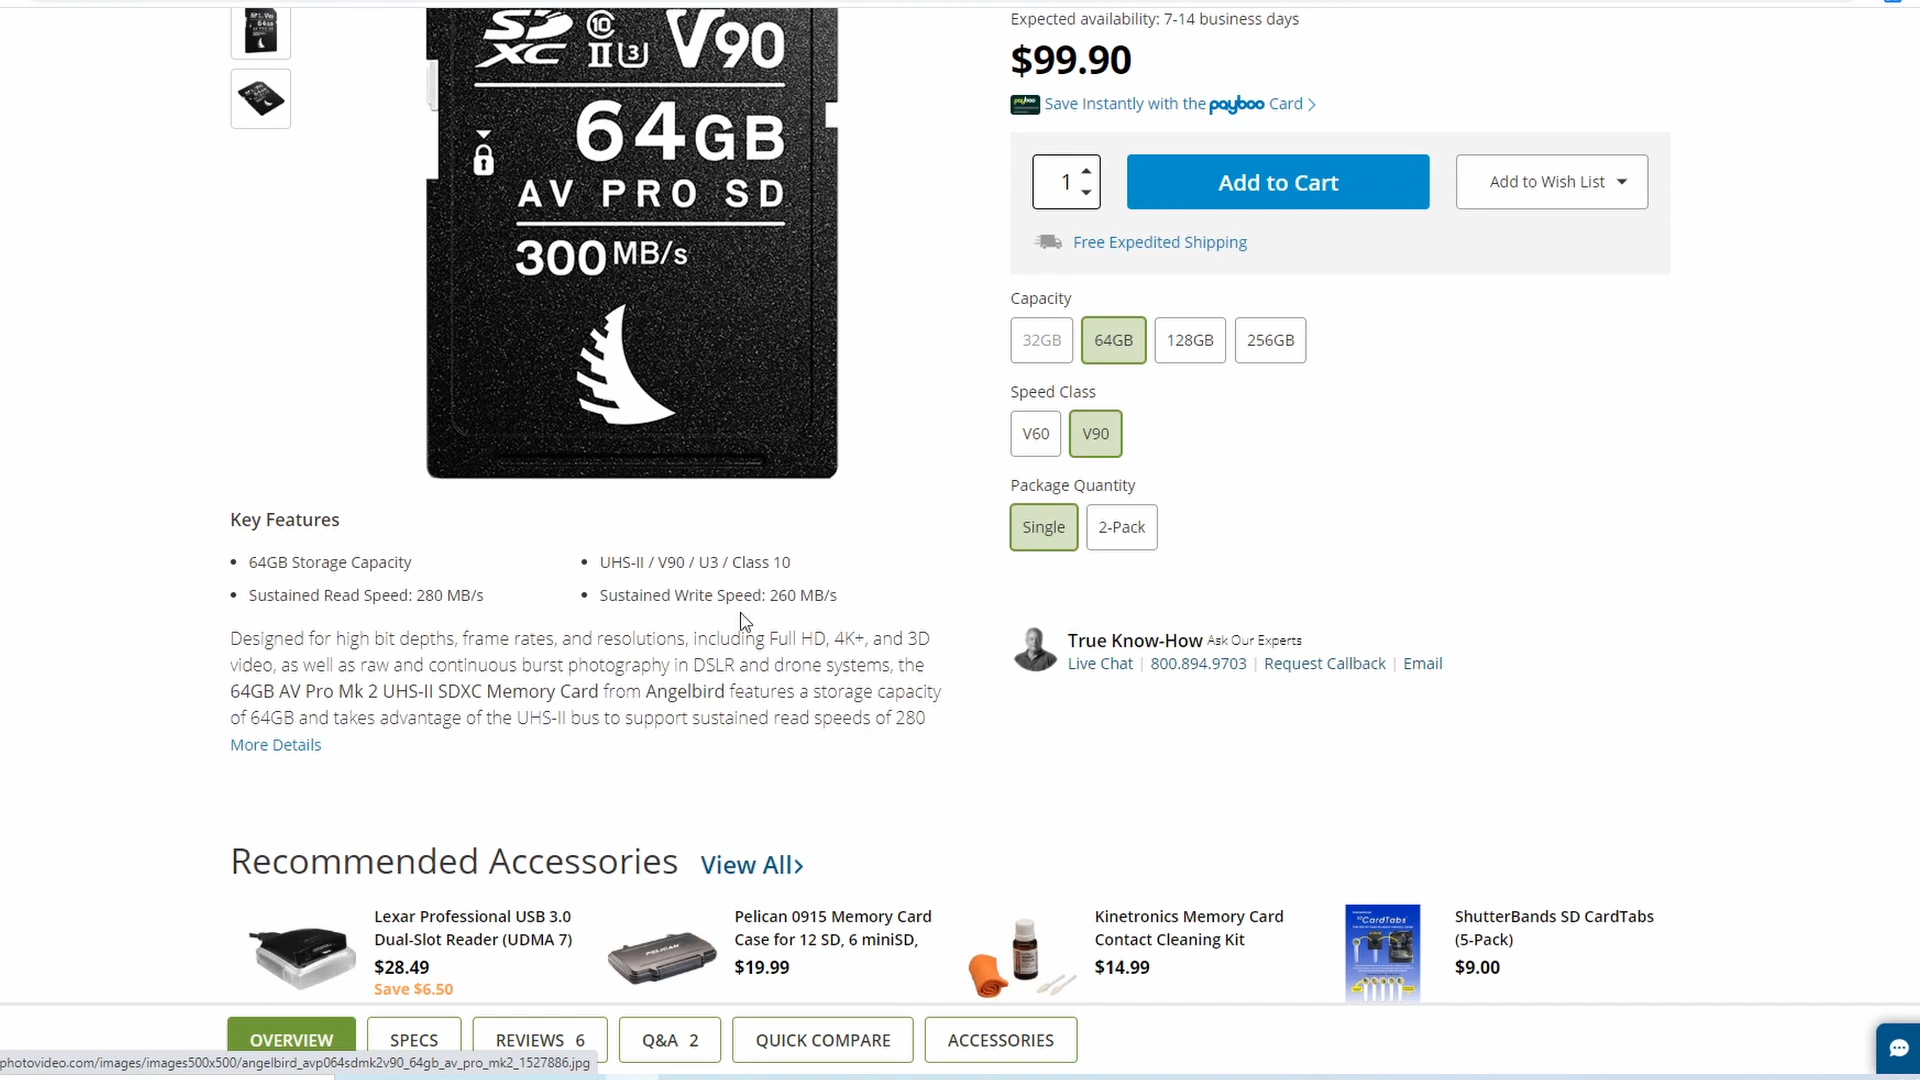 SDXC II 10 U3 V90
64GB
AV PRO SD
300 MB/s
Expected availability: 7-14 business days
$99.90
payboo Save Instantly with the payboo Card >
1
Add to Cart
Add to Wish List
Free Expedited Shipping
Capacity
32GB 64GB 128GB 256GB
Speed Class
V60 V90
Package Quantity
Single 2-Pack
Key Features
• 64GB Storage Capacity
• UHS-II / V90 / U3 / Class 10
• Sustained Read Speed: 280 MB/s
• Sustained Write Speed: 260 MB/s
Designed for high bit depths, frame rates, and resolutions, including Full HD, 4K+, and 3D
video, as well as raw and continuous burst photography in DSLR and drone systems, the
64GB AV Pro Mk 2 UHS-II SDXC Memory Card from Angelbird features a storage capacity
of 64GB and takes advantage of the UHS-II bus to support sustained read speeds of 280
More Details
True Know-How Ask Our Experts
Live Chat | 800.894.9703 | Request Callback | Email
Recommended Accessories View All>
Lexar Professional USB 3.0
Dual-Slot Reader (UDMA 7)
$28.49
Save $6.50
Pelican 0915 Memory Card
Case for 12 SD, 6 miniSD,
$19.99
Kinetronics Memory Card
Contact Cleaning Kit
$14.99
CardTabs
ShutterBands SD CardTabs
(5-Pack)
$9.00
OVERVIEW
SPECS
REVIEWS 6
Q&A 2
QUICK COMPARE
ACCESSORIES
photovideo.com/images/images500x500/angelbird_avp064sdmk2v90_64gb_av_pro_mk2_1527886.jpg